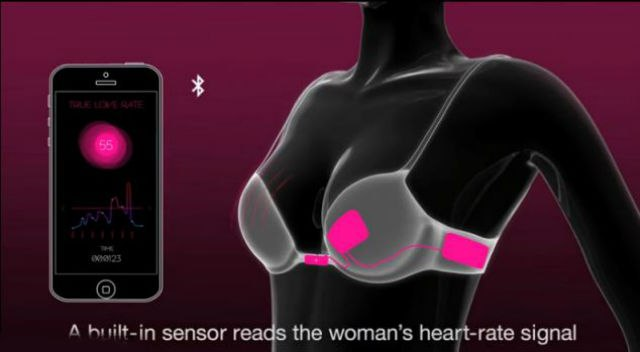 TRUE LOVE RATE
55
TIME
000123
A built-in sensor reads the woman's heart-rate signal